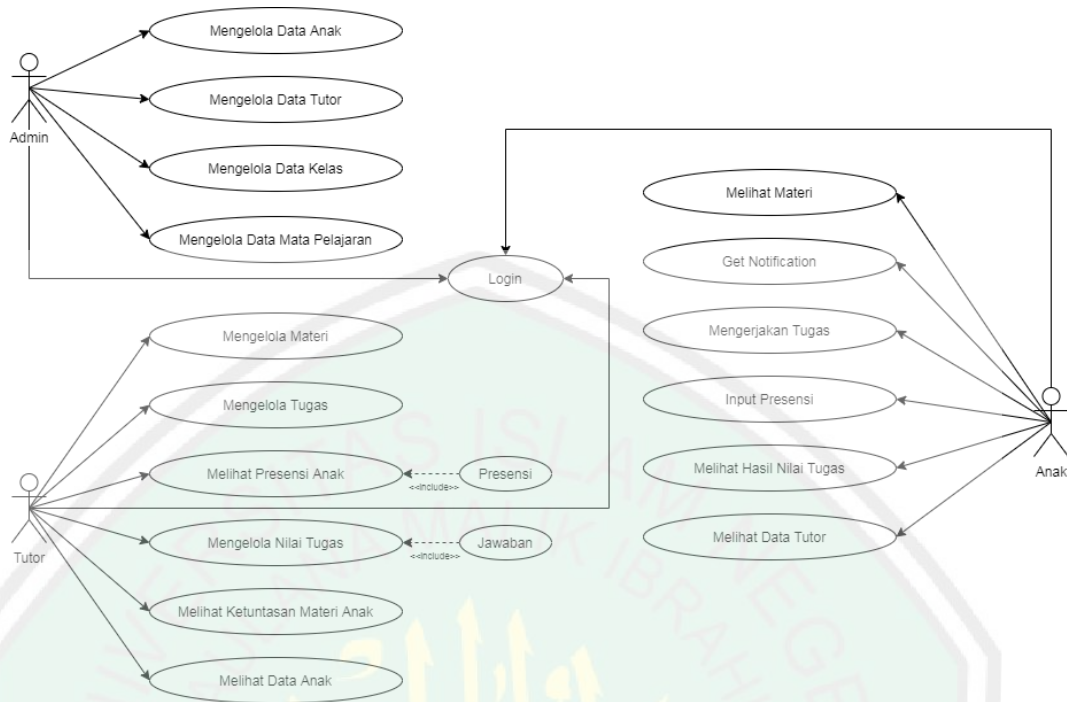 Mengelola Data Anak
Mengelola Data Tutor
Admin
Mengelola Data Kelas
Mengelola Data Mata Pelajaran
Login
Melihat Materi
Get Notification
Mengerjakan Tugas
Input Presensi
Melihat Hasil Nilai Tugas
Melihat Data Tutor
Anak
Mengelola Materi
Mengelola Tugas
Melihat Presensi Anak
<<include>>
Presensi
Tutor
Mengelola Nilai Tugas
<<include>>
Jawaban
Melihat Ketuntasan Materi Anak
Melihat Data Anak